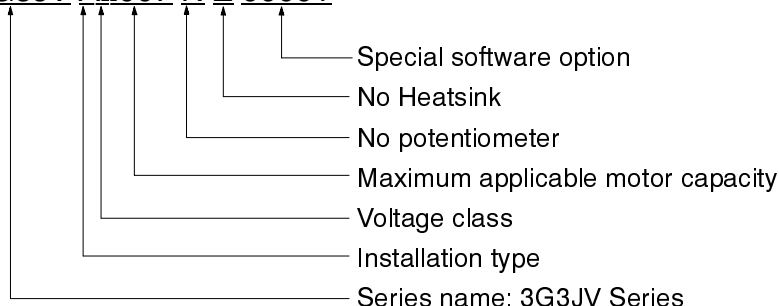 Special software option
No Heatsink
No potentiometer
Maximum applicable motor capacity
Voltage class
Installation type
Series name: 3G3JV Series